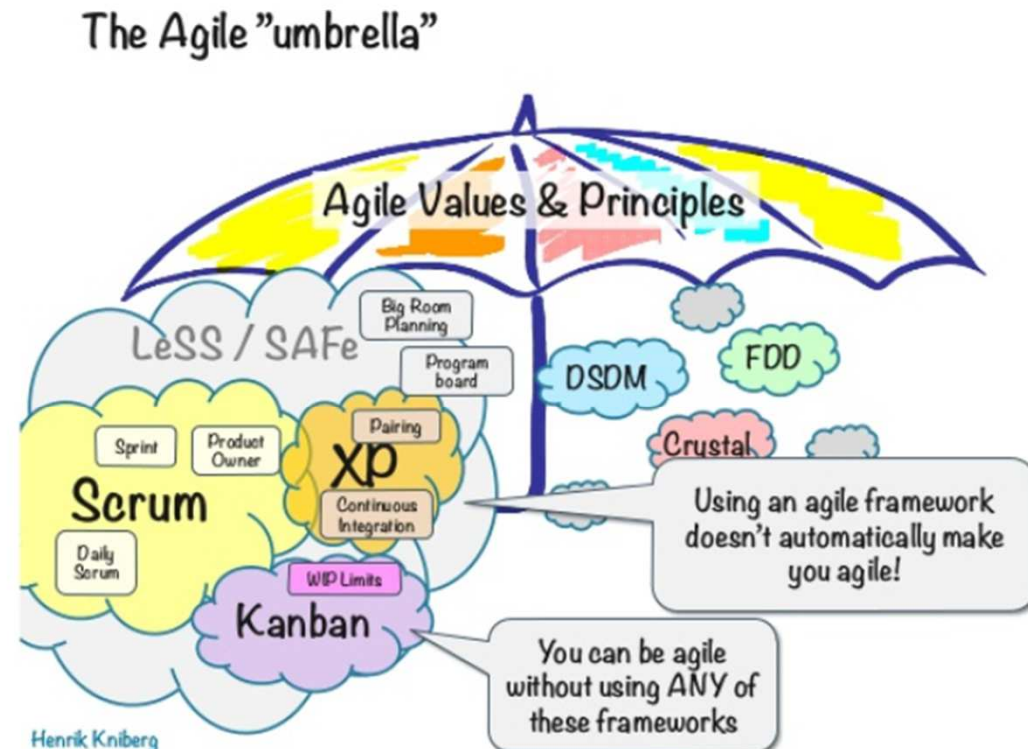 The Agile ”umbrella”
Agile Values & Principles
Big Room
Planning
LeSS / SAFe
Program
board
DSDM
FDD
Pairing
Crustal
Sprint
Product
Owner
XP
Scrum
Continuous
Integration
Using an agile framework
doesn't automatically make
you agile!
Daily
Scrum
WIP Limits
Kanban
You can be agile
without using ANY of
these frameworks
Henrik Kniberg